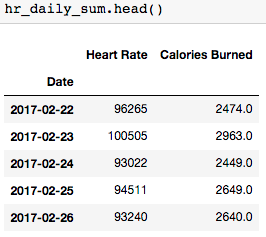 hr_daily_sum.head()
Heart Rate Calories Burned
Date
2017-02-22 96265 2474.0
2017-02-23 100505 2963.0
2017-02-24 93022 2449.0
2017-02-25 94511 2649.0
2017-02-26 93240 2640.0